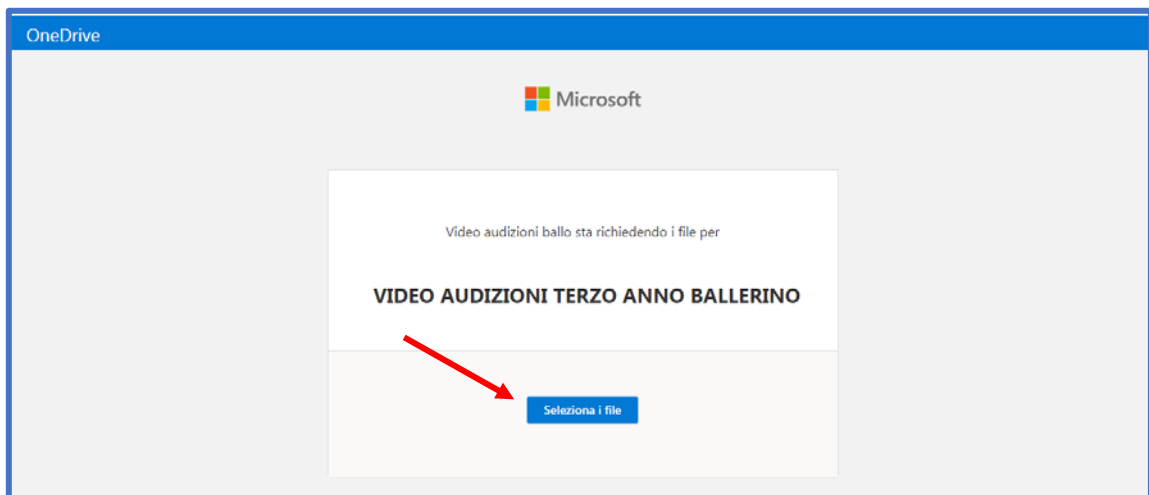 OneDrive
Microsoft
Video audizioni ballo sta richiedendo i file per
VIDEO AUDIZIONI TERZO ANNO BALLERINO
Seleziona i file